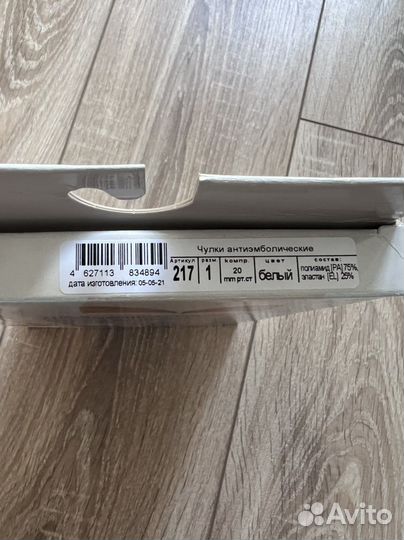 Чулки антиэмболические
4 627113 834894
дата изготовления: 05-05-21
Артикул
217
разм
1
компр.
20
mm рт.ст
цвет
белый
состав:
полиамид (PA) 75%,
эластан (EL) 25%
Avito